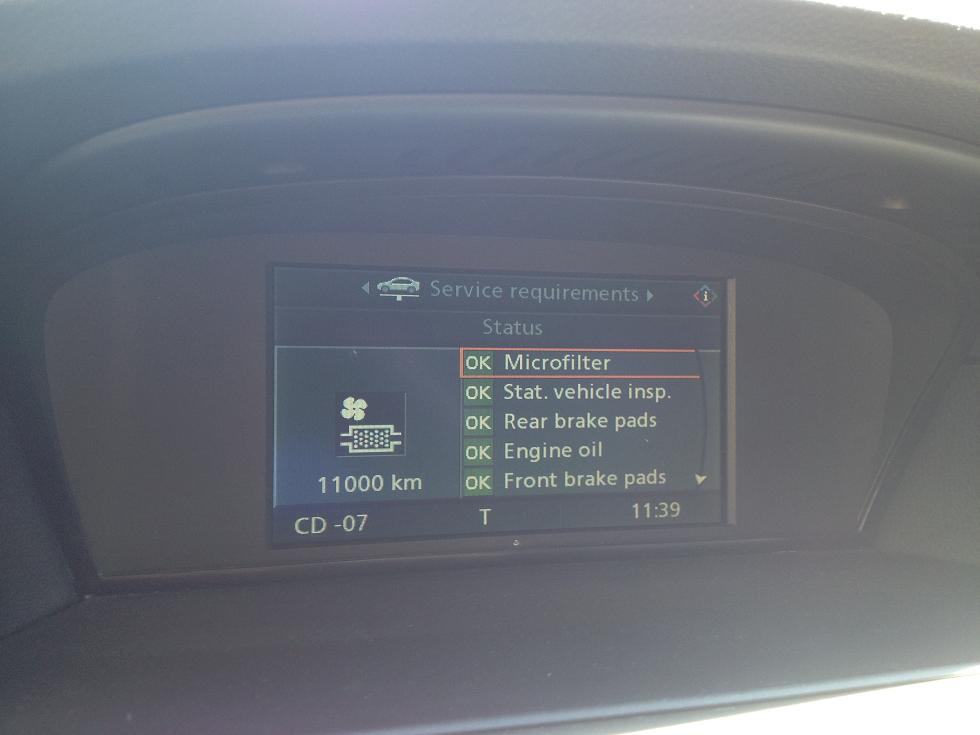 Service requirements
i
Status
OK Microfilter
OK Stat. vehicle insp.
OK Rear brake pads
OK Engine oil
OK Front brake pads
11000 km
CD -07 T 11:39